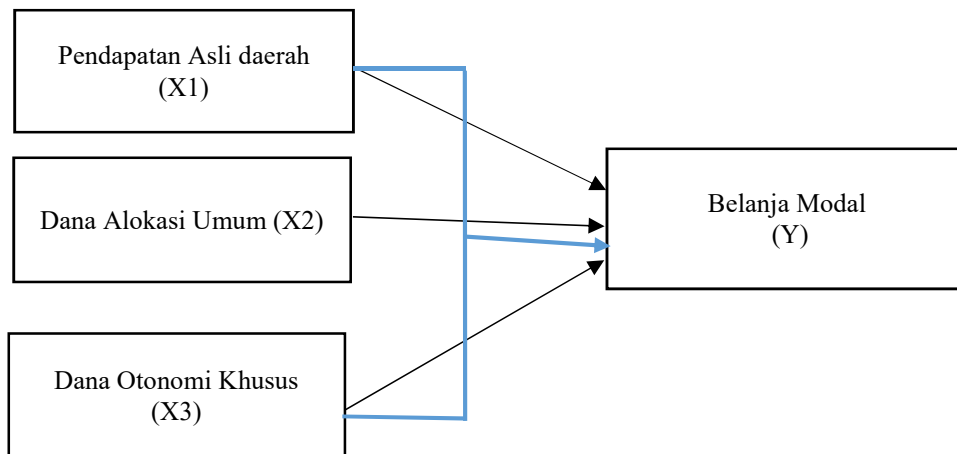 Pendapatan Asli daerah
(X1)
Dana Alokasi Umum (X2)
Belanja Modal
(Y)
Dana Otonomi Khusus
(X3)